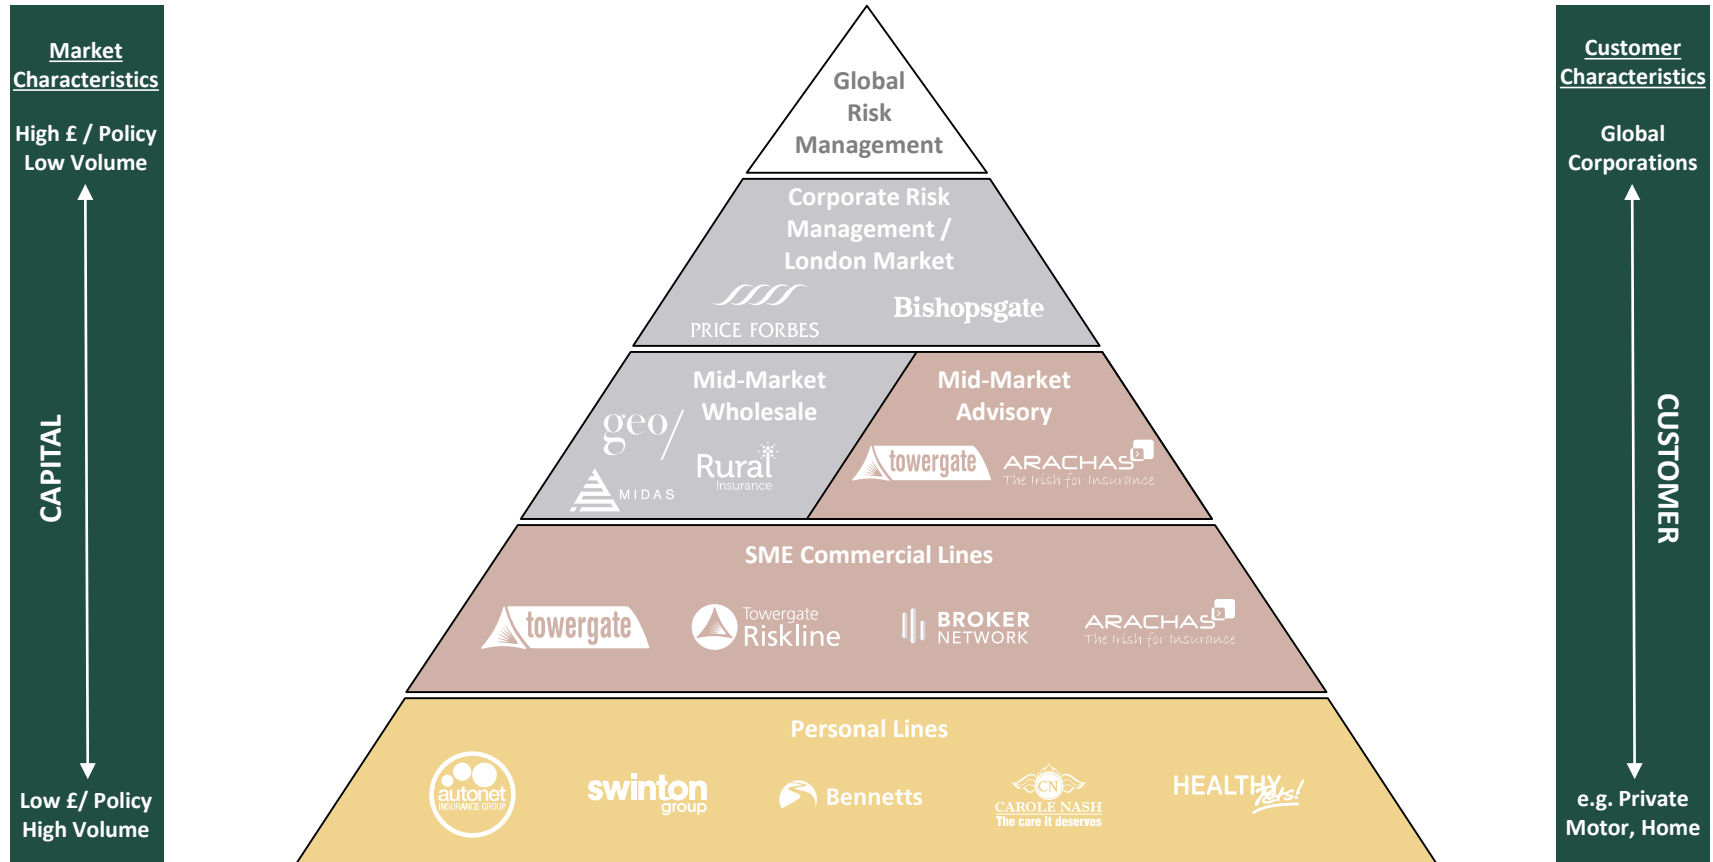 Market
Characteristics
High £ / Policy
Low Volume
CAPITAL
Low £/ Policy
High Volume
Global
Risk
Management
Corporate Risk
Management /
London Market
PRICE FORBES
Bishopsgate
Mid-Market
Wholesale
geo/
Rural
Insurance
MIDAS
Mid-Market
Advisory
towergate
ARACHAS
The Irish for Insurance
SME Commercial Lines
towergate
Towergate
Riskline
BROKER
NETWORK
ARACHAS
The Irish for Insurance
Personal Lines
autonet
INSURANCE GROUP
swinton
group
Bennetts
CN
CAROLE NASH
The care it deserves
HEALTHY
Pets!
Customer
Characteristics
Global
Corporations
CUSTOMER
e.g. Private
Motor, Home